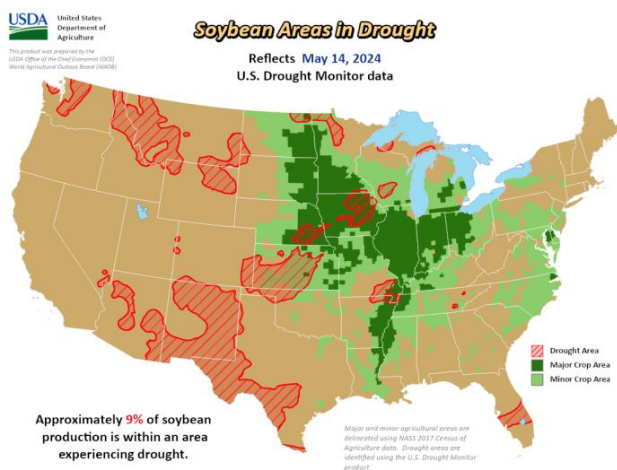 USDA
United States
Department of
Agriculture
This product was prepared by the
USDA Office of the Chief Economist (OCE)
World Agricultural Outlook Board (WAOB)
Soybean Areas in Drought
Reflects May 14, 2024
U.S. Drought Monitor data
Drought Area
Major Crop Area
Minor Crop Area
Approximately 9% of soybean
production is within an area
experiencing drought.
Major and minor agricultural areas are
delineated using NASS 2017 Census of
Agriculture data. Drought areas are
identified using the U.S. Drought Monitor
product.